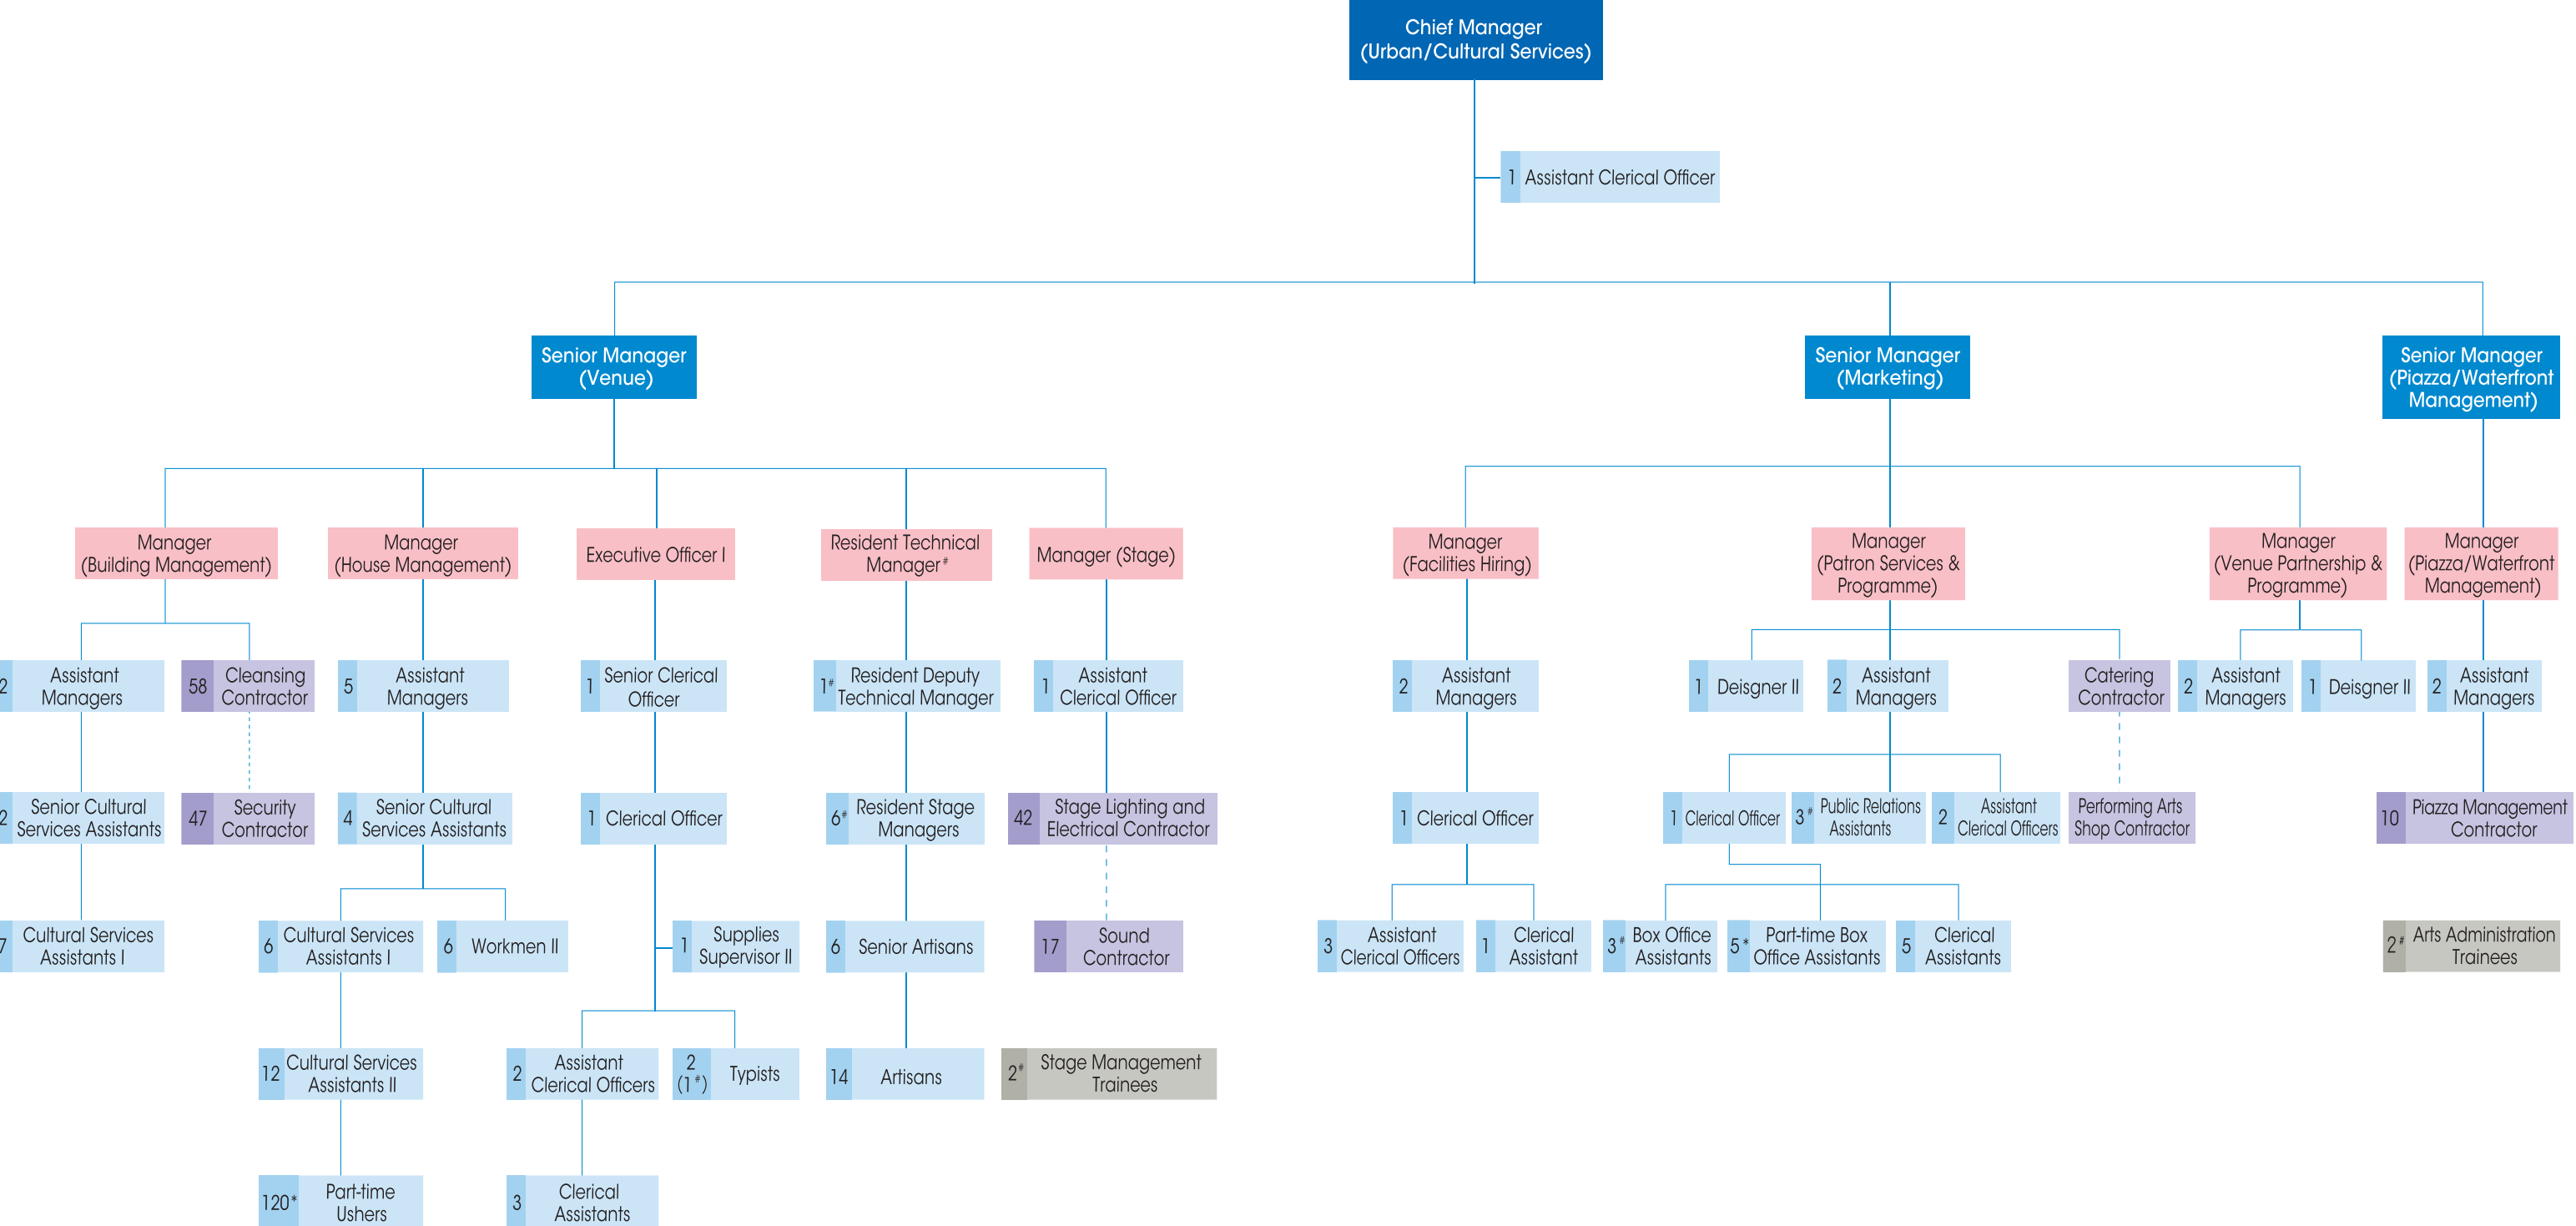 Chief Manager
(Urban/Cultural Services)
1 Assistant Clerical Officer
Senior Manager
(Venue)
Senior Manager
(Marketing)
Senior Manager
(Piazza/Waterfront
Management)
Manager
(Building Management)
Manager
(House Management)
Executive Officer I
Resident Technical
Manager#
Manager (Stage)
Manager
(Facilities Hiring)
Manager
(Patron Services &
Programme)
Manager
(Venue Partnership &
Programme)
Manager
(Piazza/Waterfront
Management)
2 Assistant
Managers
58 Cleansing
Contractor
5 Assistant
Managers
1 Senior Clerical
Officer
1# Resident Deputy
Technical Manager
1 Assistant
Clerical Officer
2 Assistant
Managers
1 Deisgner II
2 Assistant
Managers
Catering
Contractor
2 Assistant
Managers
1 Deisgner II
2 Assistant
Managers
2 Senior Cultural
Services Assistants
47 Security
Contractor
4 Senior Cultural
Services Assistants
1 Clerical Officer
6# Resident Stage
Managers
42 Stage Lighting and
Electrical Contractor
1 Clerical Officer
1 Clerical Officer
3# Public Relations
Assistants
2 Assistant
Clerical Officers
Performing Arts
Shop Contractor
10 Piazza Management
Contractor
7 Cultural Services
Assistants I
6 Cultural Services
Assistants I
6 Workmen II
1 Supplies
Supervisor II
6 Senior Artisans
17 Sound
Contractor
3 Assistant
Clerical Officers
1 Clerical
Assistant
3# Box Office
Assistants
5* Part-time Box
Office Assistants
5 Clerical
Assistants
2# Arts Administration
Trainees
12 Cultural Services
Assistants II
2 Assistant
Clerical Officers
2
(1#) Typists
14 Artisans
2# Stage Management
Trainees
120* Part-time
Ushers
3 Clerical
Assistants